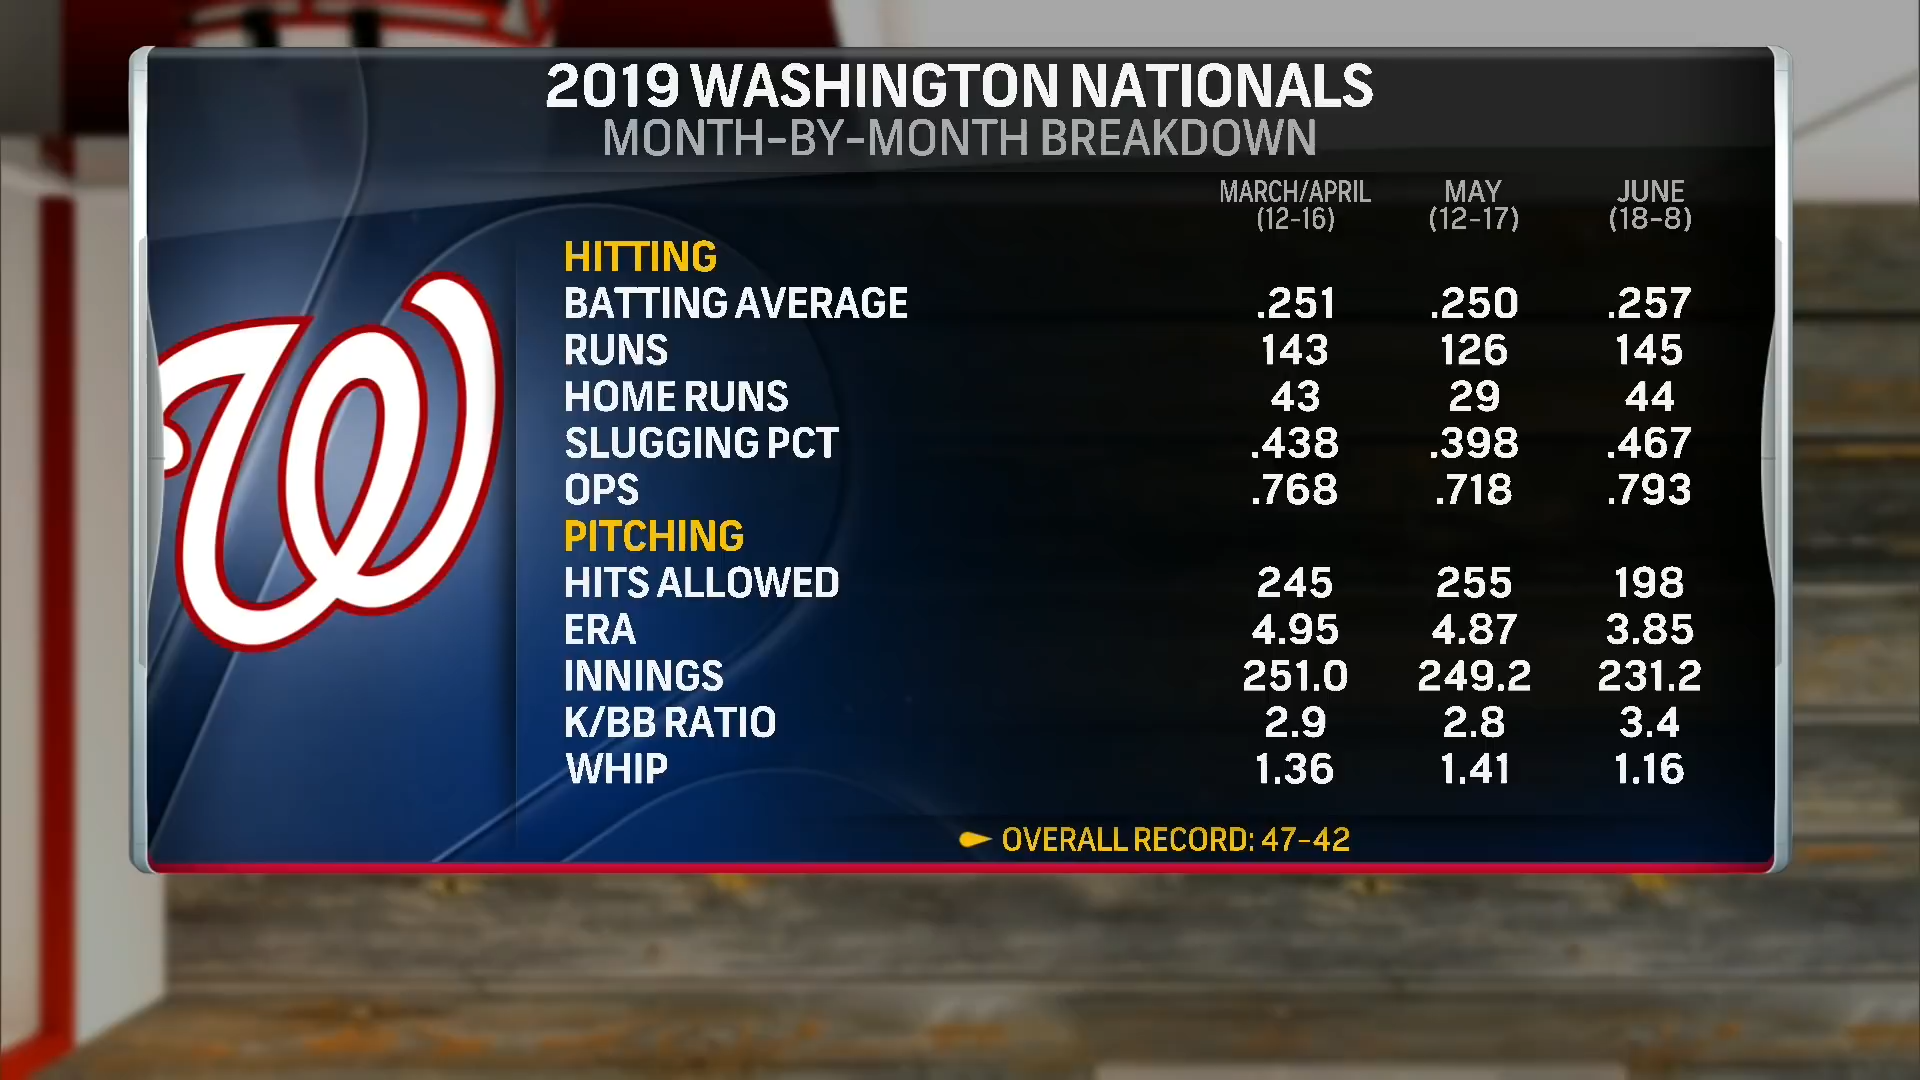 2019 WASHINGTON NATIONALS
MONTH-BY-MONTH BREAKDOWN
MARCH/APRIL MAY JUNE
(12-16) (12-17) (18-8)
HITTING
BATTING AVERAGE .251 .250 .257
RUNS 143 126 145
HOME RUNS 43 29 44
SLUGGING PCT .438 .398 .467
OPS .768 .718 .793
PITCHING
HITS ALLOWED 245 255 198
ERA 4.95 4.87 3.85
INNINGS 251.0 249.2 231.2
K/BB RATIO 2.9 2.8 3.4
WHIP 1.36 1.41 1.16
OVERALL RECORD: 47-42
W